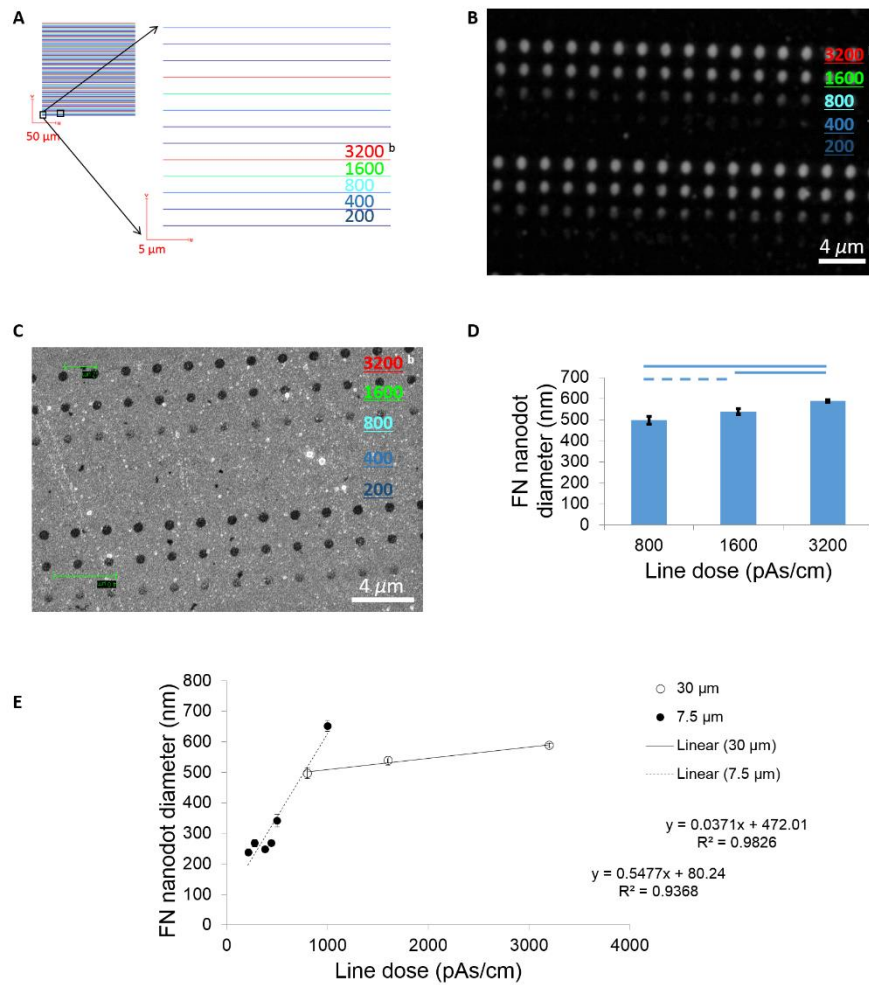 A
50 µm
3200 b
1600
800
400
200
5 µm
B
3200
1600
800
400
200
4 µm
C
3200 b
1600
800
400
200
4 µm
D
FN nanodot
diameter (nm)
700
600
500
400
300
200
100
0
800 1600 3200
Line dose (pAs/cm)
E
FN nanodot diameter (nm)
800
700
600
500
400
300
200
100
0
0 1000 2000 3000 4000
Line dose (pAs/cm)
30 µm
7.5 µm
Linear (30 µm)
Linear (7.5 µm)
y = 0.0371x + 472.01
R² = 0.9826
y = 0.5477x + 80.24
R² = 0.9368